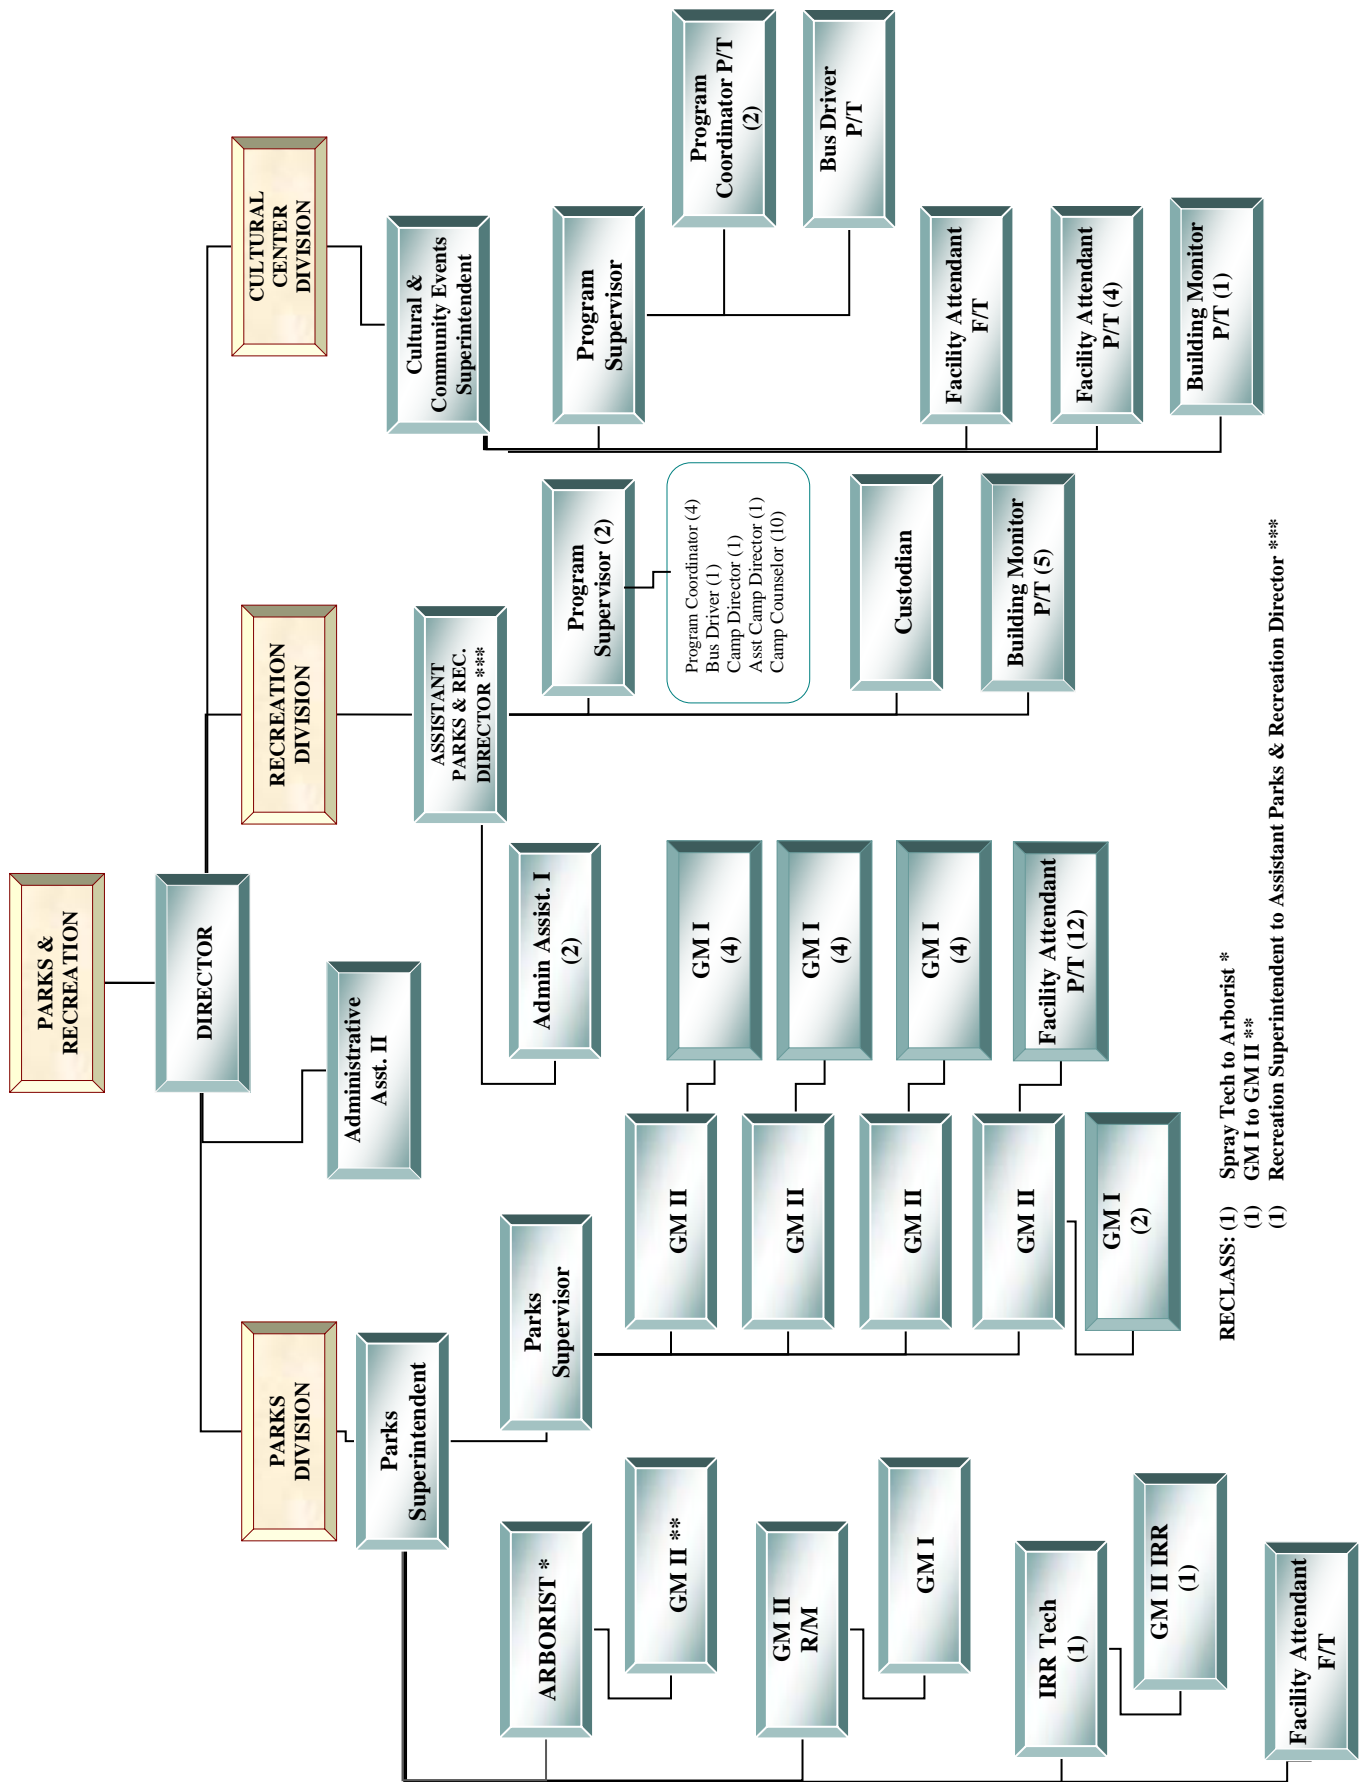 PARKS &
RECREATION
DIRECTOR
Administrative
Asst. II
PARKS
DIVISION
RECREATION
DIVISION
CULTURAL
CENTER
DIVISION
Parks
Superintendent
ASSISTANT
PARKS & REC.
DIRECTOR ***
Cultural &
Community Events
Superintendent
ARBORIST *
GM II **
GM II
R/M
GM I
IRR Tech
(1)
GM II IRR
(1)
Facility Attendant
F/T
Parks
Supervisor
GM II
GM I
(4)
GM II
GM I
(4)
GM II
GM I
(4)
GM II
Facility Attendant
P/T (12)
GM I
(2)
Admin Assist. I
(2)
Program
Supervisor (2)
Program Coordinator (4)
Bus Driver (1)
Camp Director (1)
Asst Camp Director (1)
Camp Counselor (10)
Custodian
Building Monitor
P/T (5)
Program
Supervisor
Program
Coordinator P/T
(2)
Bus Driver
P/T
Facility Attendant
F/T
Facility Attendant
P/T (4)
Building Monitor
P/T (1)
RECLASS: (1) Spray Tech to Arborist *
(1) GM I to GM II **
(1) Recreation Superintendent to Assistant Parks & Recreation Director ***